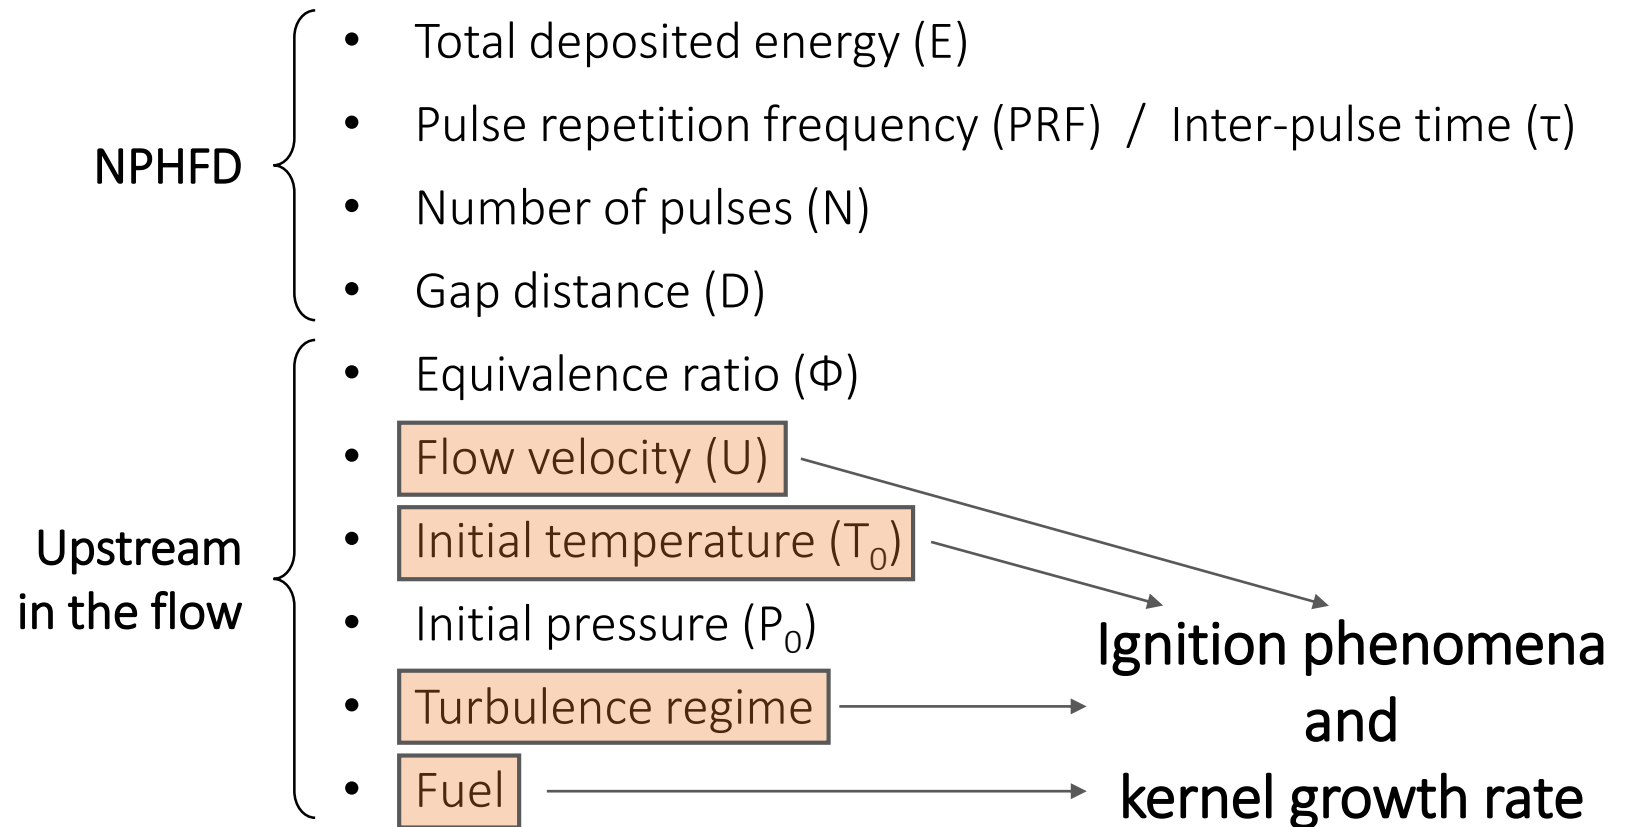 • Total deposited energy (E)
• Pulse repetition frequency (PRF) / Inter-pulse time (τ)
NPHFD
• Number of pulses (N)
• Gap distance (D)
• Equivalence ratio (Φ)
• Flow velocity (U)
• Initial temperature (T₀)
Upstream
in the flow
• Initial pressure (P₀)
• Turbulence regime
• Fuel
Ignition phenomena
and
kernel growth rate